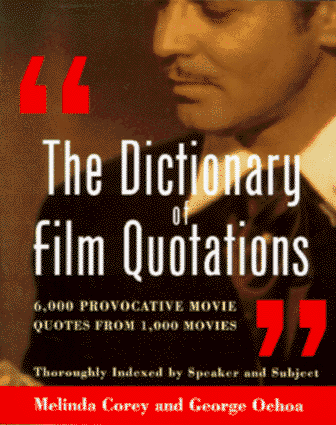 “
The Dictionary
of
Film Quotations
6,000 PROVOCATIVE MOVIE
QUOTES FROM 1,000 MOVIES
”
Thoroughly Indexed by Speaker and Subject
Melinda Corey and George Ochoa